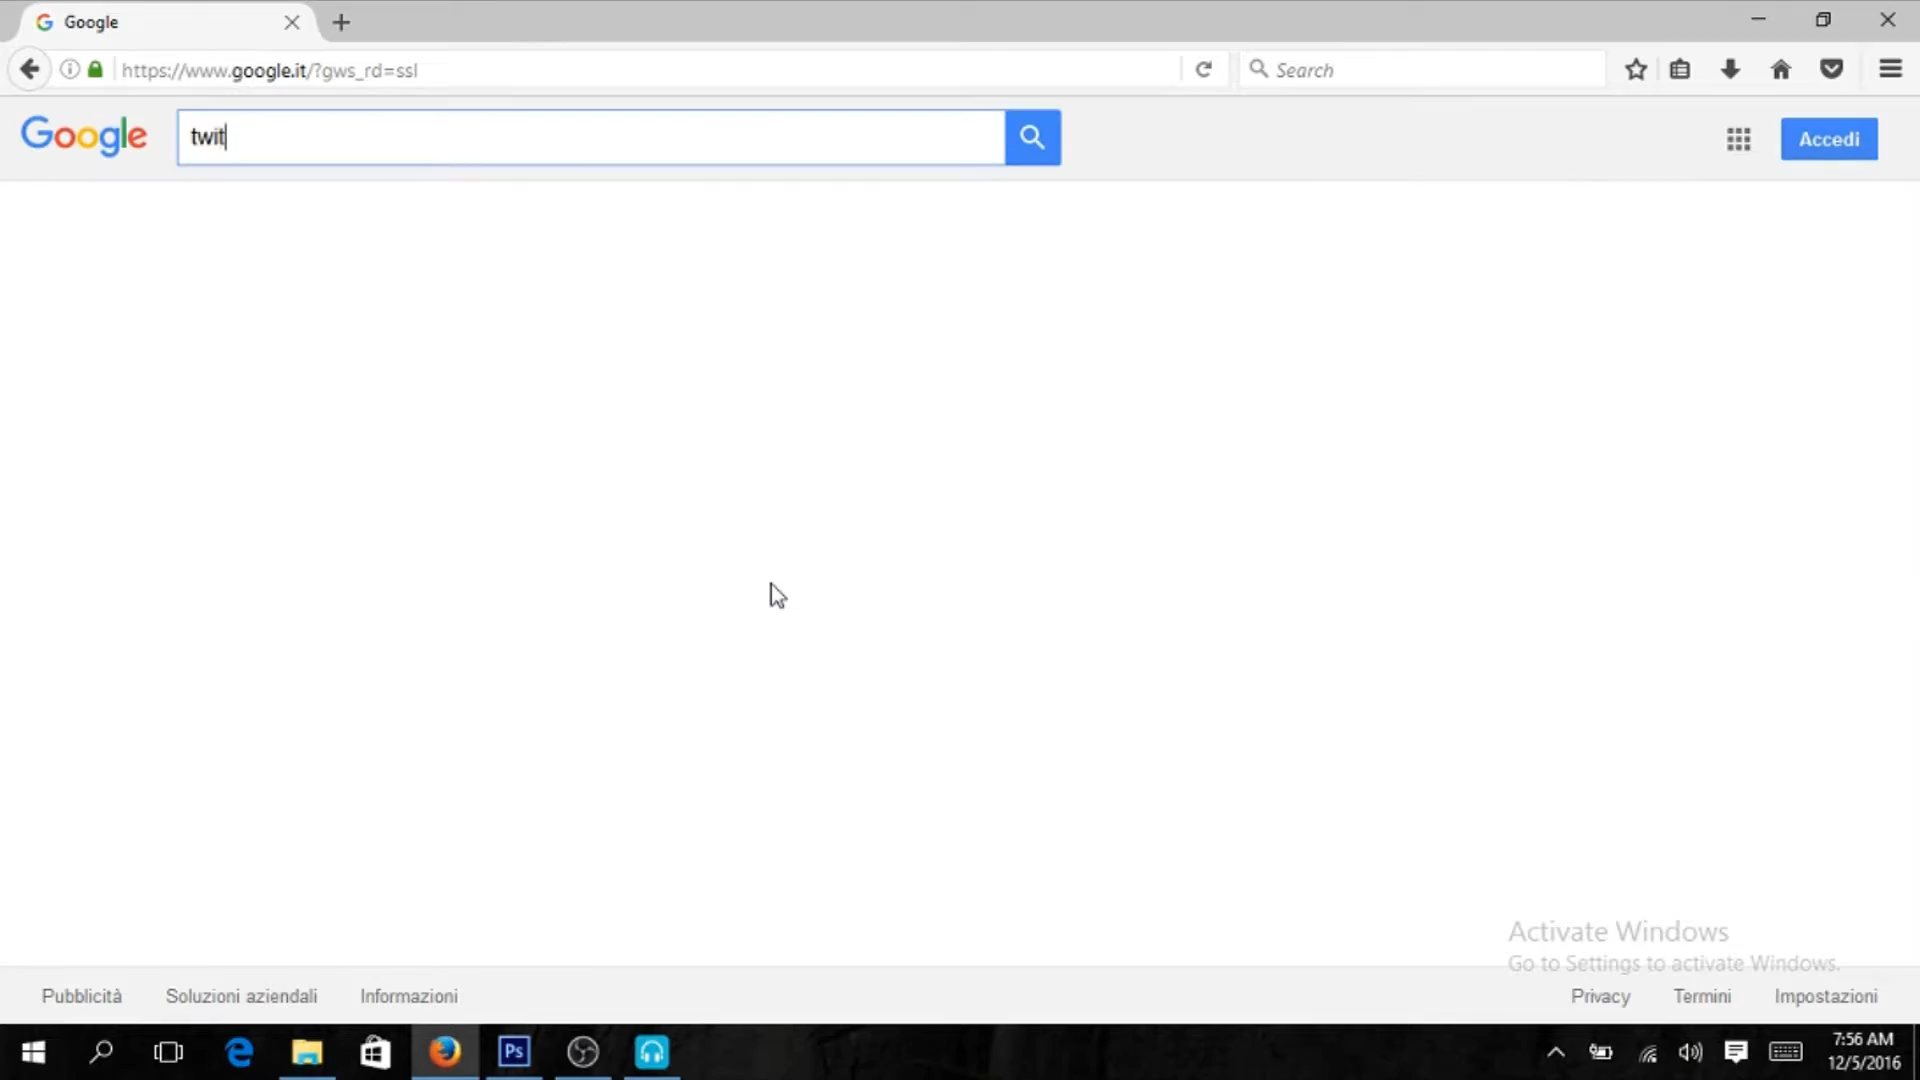 Google
https://www.google.it/?gws_rd=ssl
Search
Google
twit
Accedi
Activate Windows
Go to Settings to activate Windows.
Pubblicità Soluzioni aziendali Informazioni
Privacy Termini Impostazioni
Ps
7:56 AM
12/5/2016